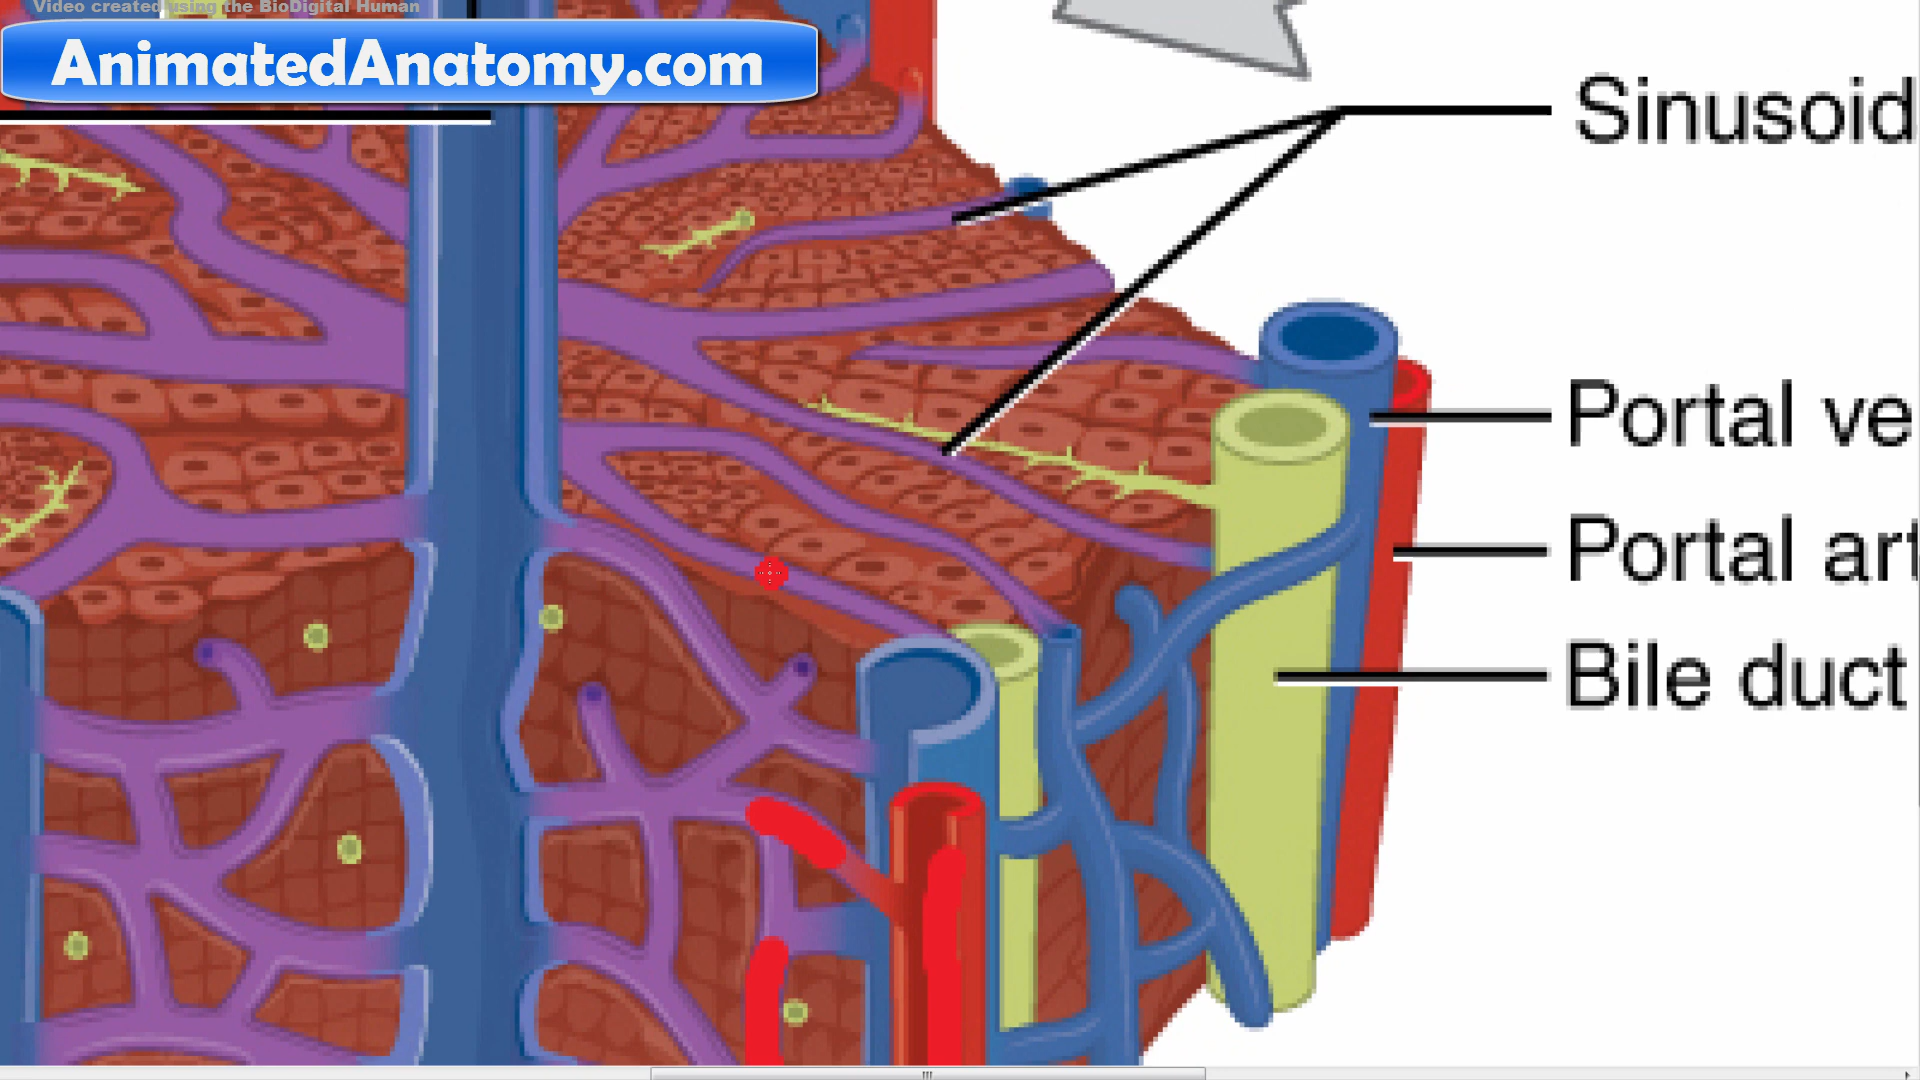 Video created using the BioDigital Human
AnimatedAnatomy.com
Sinusoid
Portal ve
Portal art
Bile duct